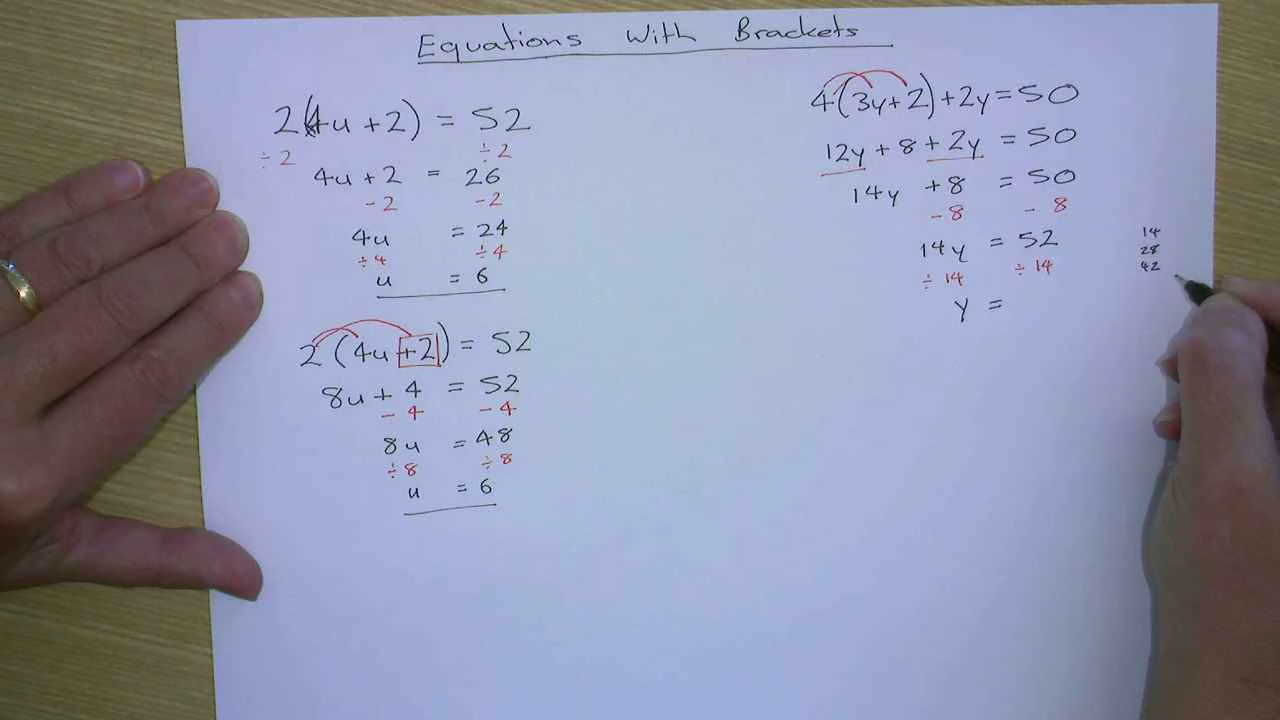 Equations With Brackets
2(4u + 2) = 52
÷2 ÷2
4u + 2 = 26
-2 -2
4u = 24
÷4 ÷4
u = 6
2(4u + 2) = 52
8u + 4 = 52
-4 -4
8u = 48
÷8 ÷8
u = 6
4(3y + 2) + 2y = 50
12y + 8 + 2y = 50
14y + 8 = 50
-8 -8
14y = 52
÷14 ÷14
y =
14
28
42